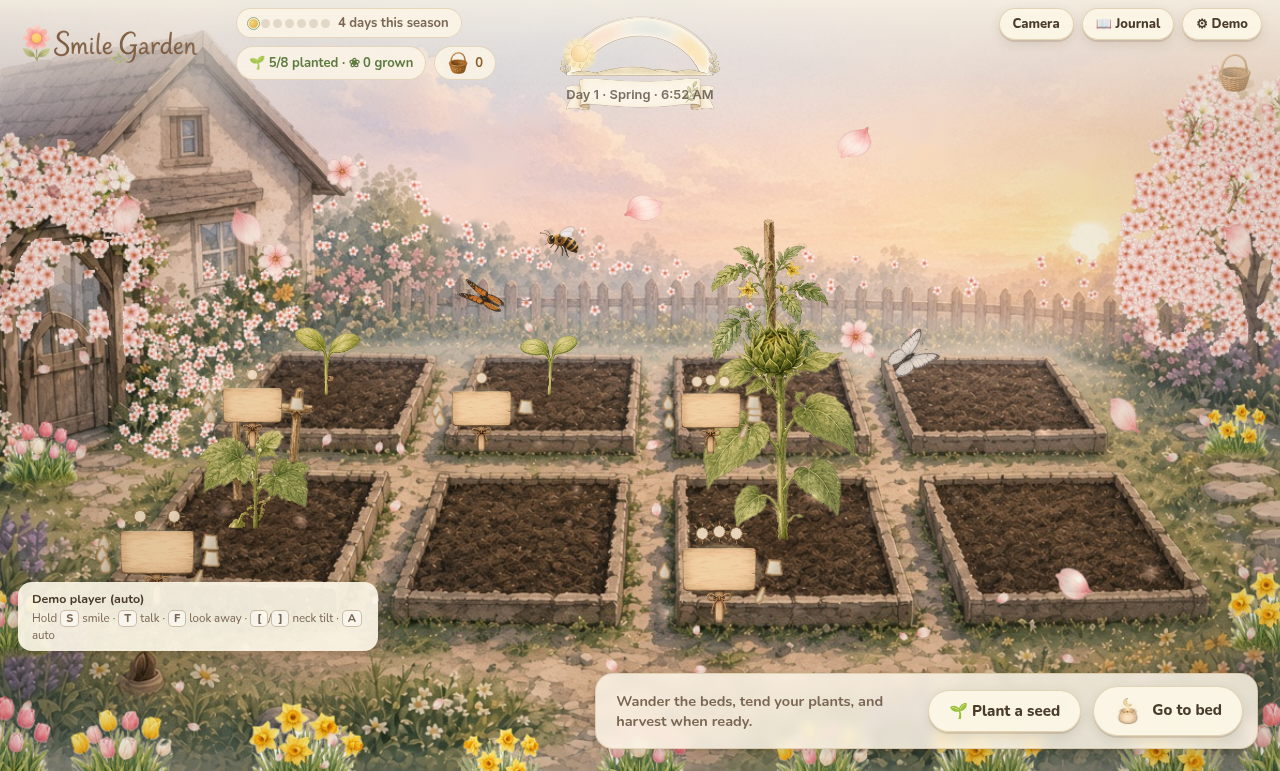 Smile Garden
4 days this season
🌱 5/8 planted · ❀ 0 grown
0
Day 1 · Spring · 6:52 AM
Camera
📖 Journal
⚙ Demo
Demo player (auto)
Hold S smile · T talk · F look away · [ / ] neck tilt · A
auto
Wander the beds, tend your plants, and
harvest when ready.
🌱 Plant a seed
Go to bed